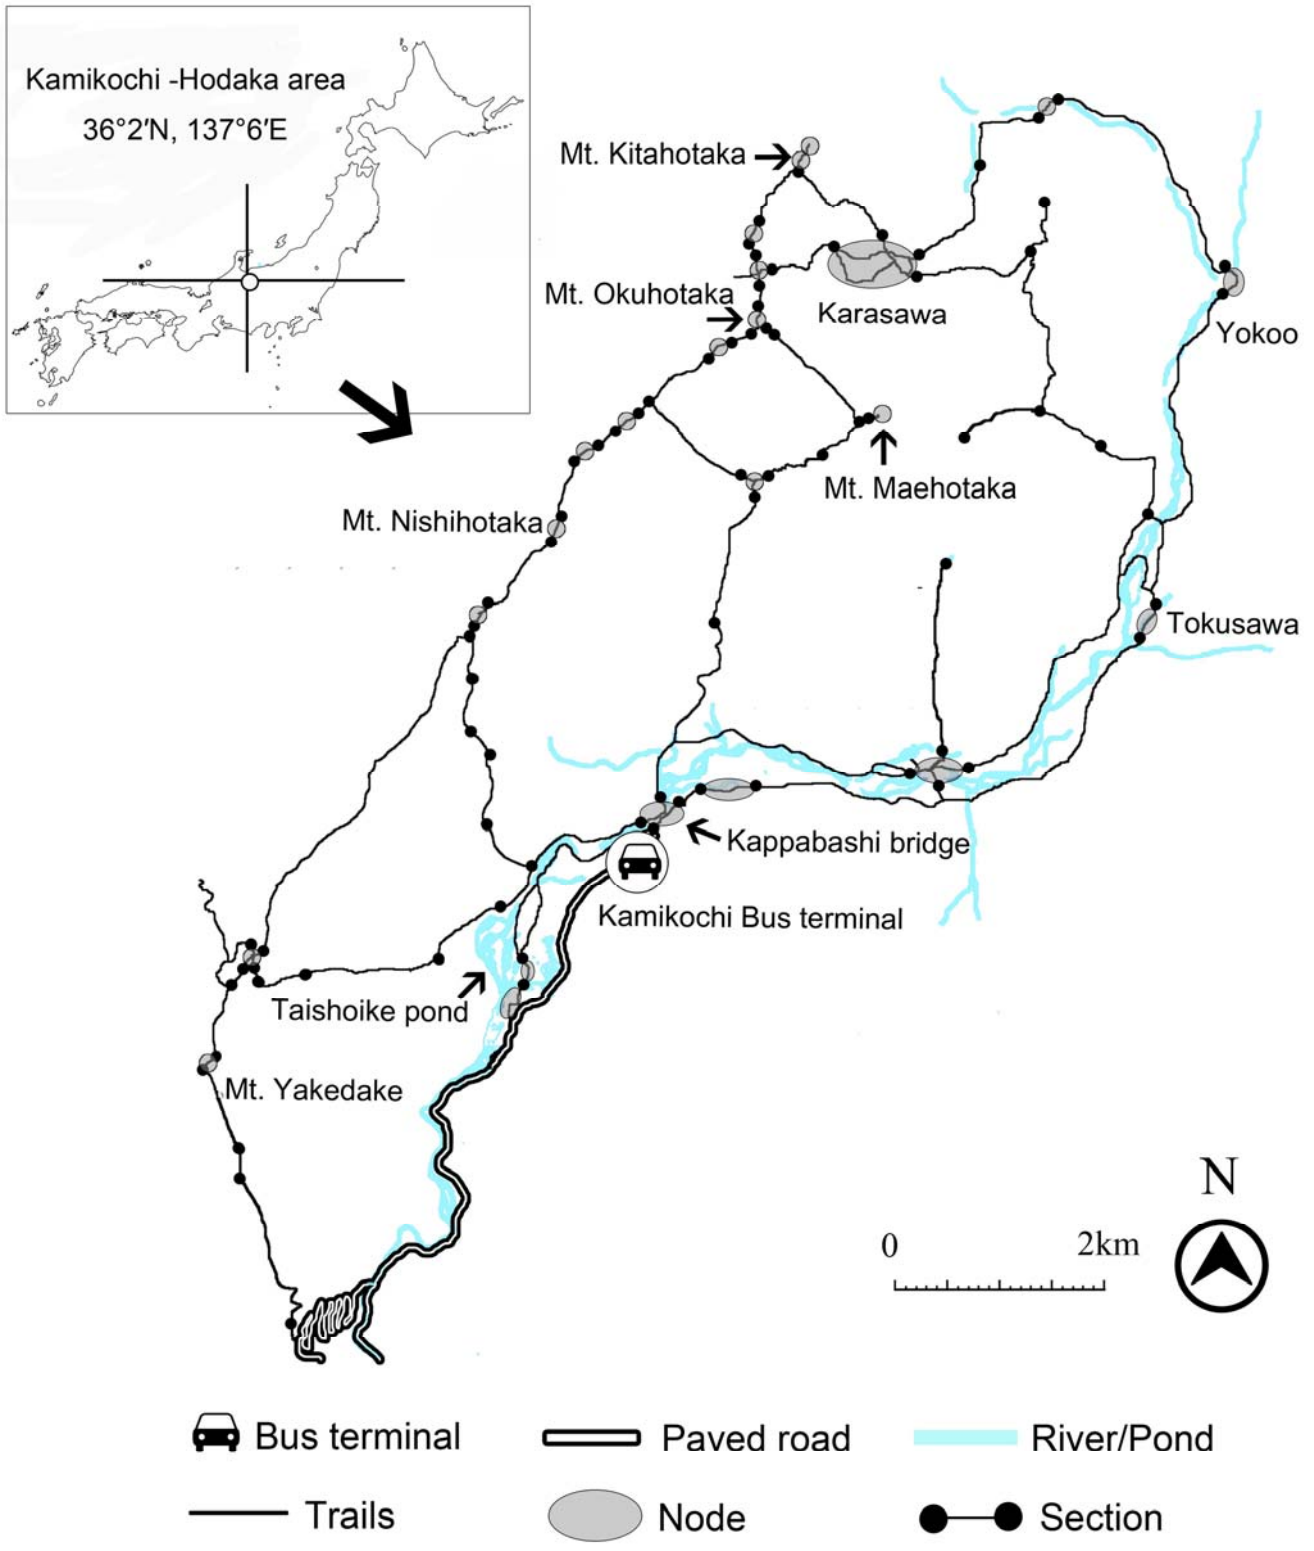 Kamikochi -Hodaka area
36°2′N, 137°6′E
Mt. Kitahotaka
Mt. Okuhotaka
Karasawa
Yokoo
Mt. Maehotaka
Mt. Nishihotaka
Tokusawa
Kappabashi bridge
Kamikochi Bus terminal
Taishoike pond
Mt. Yakedake
N
0 2km
Bus terminal Paved road River/Pond
Trails Node Section